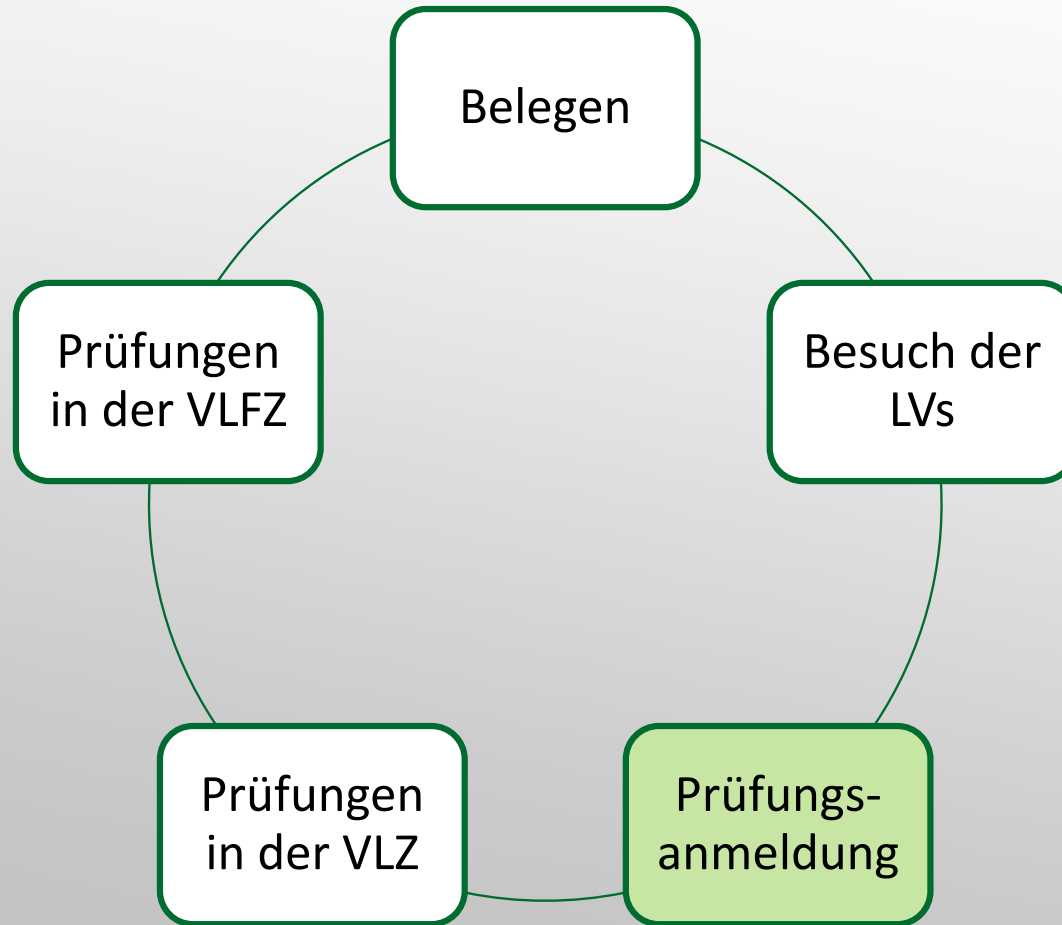 Belegen
Besuch der
LVs
Prüfungs-
anmeldung
Prüfungen
in der VLZ
Prüfungen
in der VLFZ